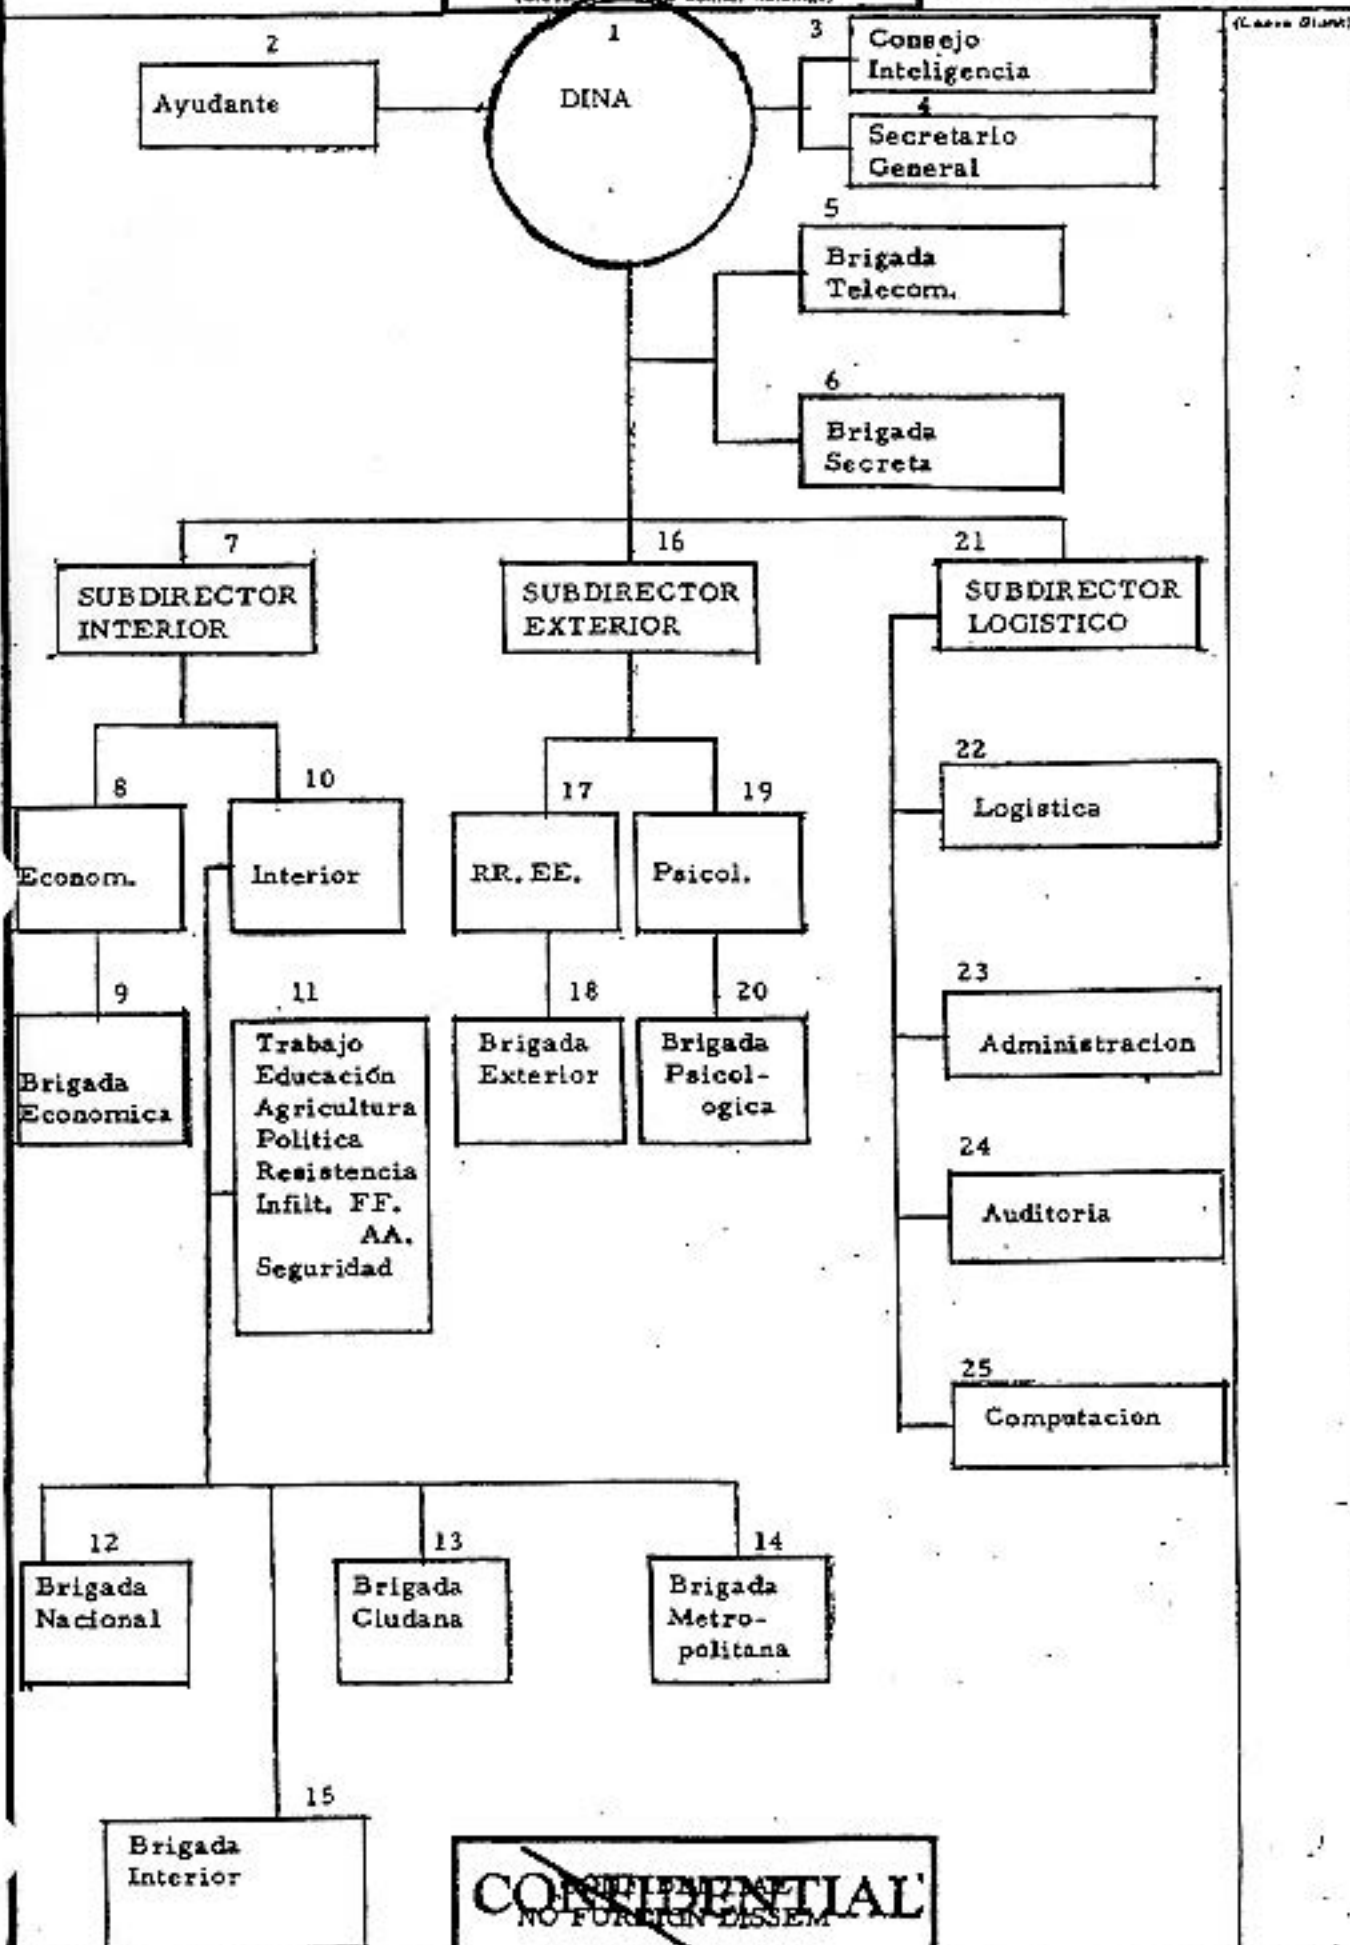 (Leave Blank)
1
DINA
2
Ayudante
3
Consejo
Inteligencia
4
Secretario
General
5
Brigada
Telecom.
6
Brigada
Secreta
7
SUBDIRECTOR
INTERIOR
16
SUBDIRECTOR
EXTERIOR
21
SUBDIRECTOR
LOGISTICO
8
Econom.
10
Interior
17
RR. EE.
19
Psicol.
22
Logistica
9
Brigada
Economica
11
Trabajo
Educación
Agricultura
Politica
Resistencia
Infilt. FF.
AA.
Seguridad
18
Brigada
Exterior
20
Brigada
Psicol-
ogica
23
Administracion
24
Auditoria
25
Computacion
12
Brigada
Nacional
13
Brigada
Ciudana
14
Brigada
Metro-
politana
15
Brigada
Interior
CONFIDENTIAL
CONFIDENTIAL
NO FOREIGN DISSEM